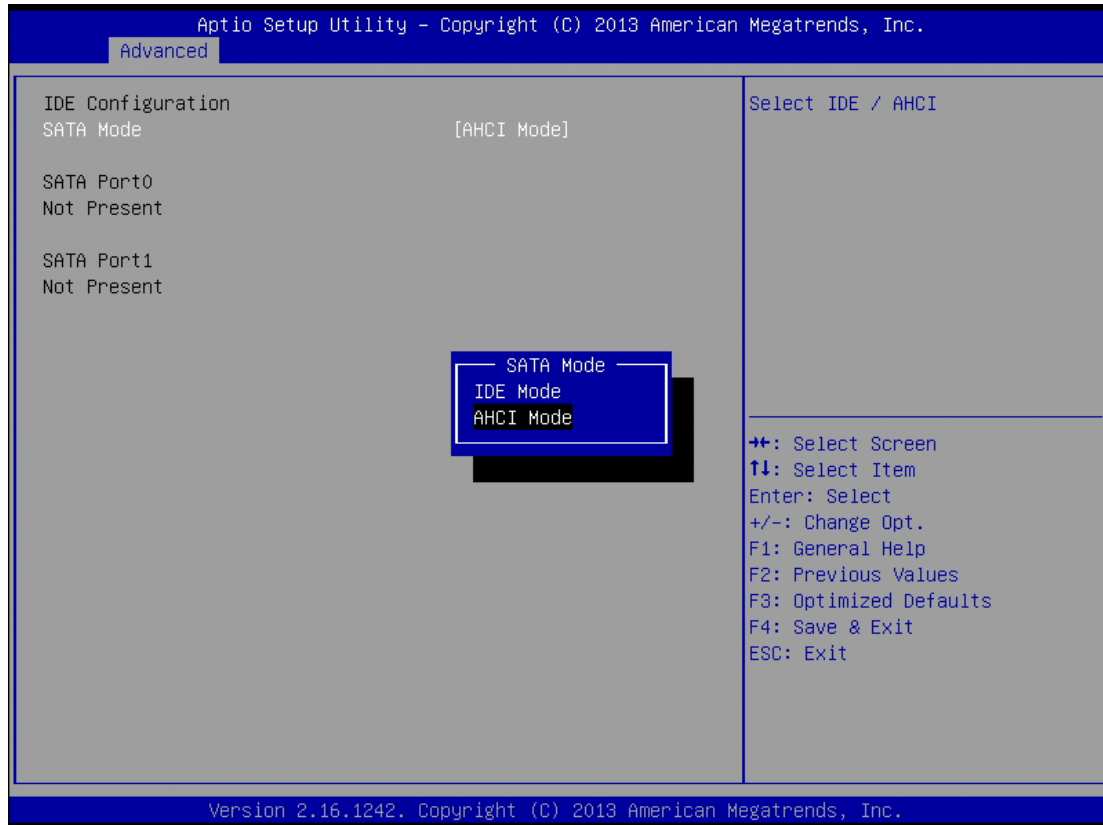 Aptio Setup Utility – Copyright (C) 2013 American Megatrends, Inc.
Advanced
IDE Configuration
SATA Mode [AHCI Mode]
SATA Port0
Not Present
SATA Port1
Not Present
SATA Mode
IDE Mode
AHCI Mode
Select IDE / AHCI
→←: Select Screen
↑↓: Select Item
Enter: Select
+/-: Change Opt.
F1: General Help
F2: Previous Values
F3: Optimized Defaults
F4: Save & Exit
ESC: Exit
Version 2.16.1242. Copyright (C) 2013 American Megatrends, Inc.